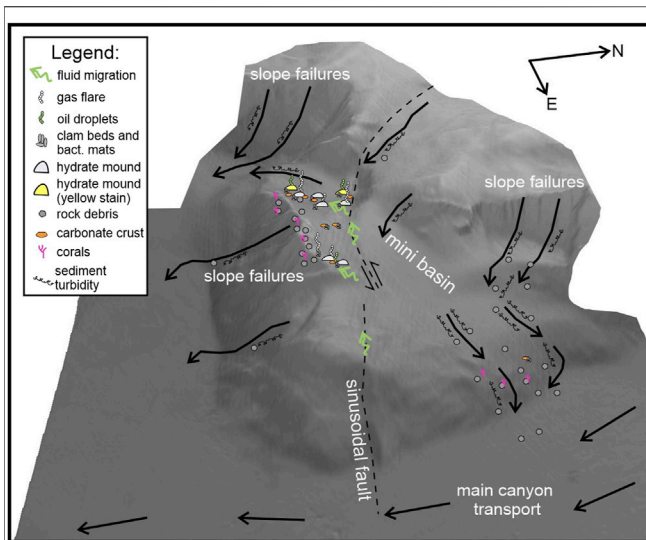 Legend:
fluid migration
gas flare
oil droplets
clam beds and
bact. mats
hydrate mound
hydrate mound
(yellow stain)
rock debris
carbonate crust
corals
sediment
turbidity
slope failures
N
E
slope failures
mini basin
slope failures
sinusoidal fault
main canyon
transport